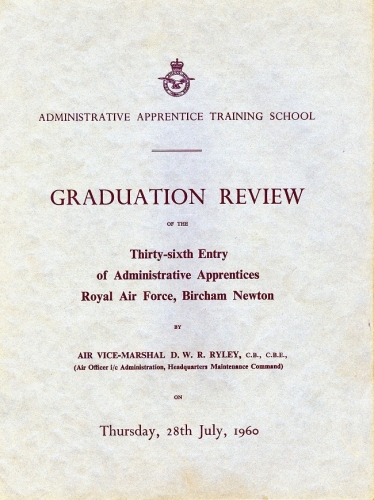 ADMINISTRATIVE APPRENTICE TRAINING SCHOOL
GRADUATION REVIEW
OF THE
Thirty-sixth Entry
of Administrative Apprentices
Royal Air Force, Bircham Newton
BY
AIR VICE-MARSHAL D. W. R. RYLEY, C.B., C.B.E.,
(Air Officer i/c Administration, Headquarters Maintenance Command)
ON
Thursday, 28th July, 1960